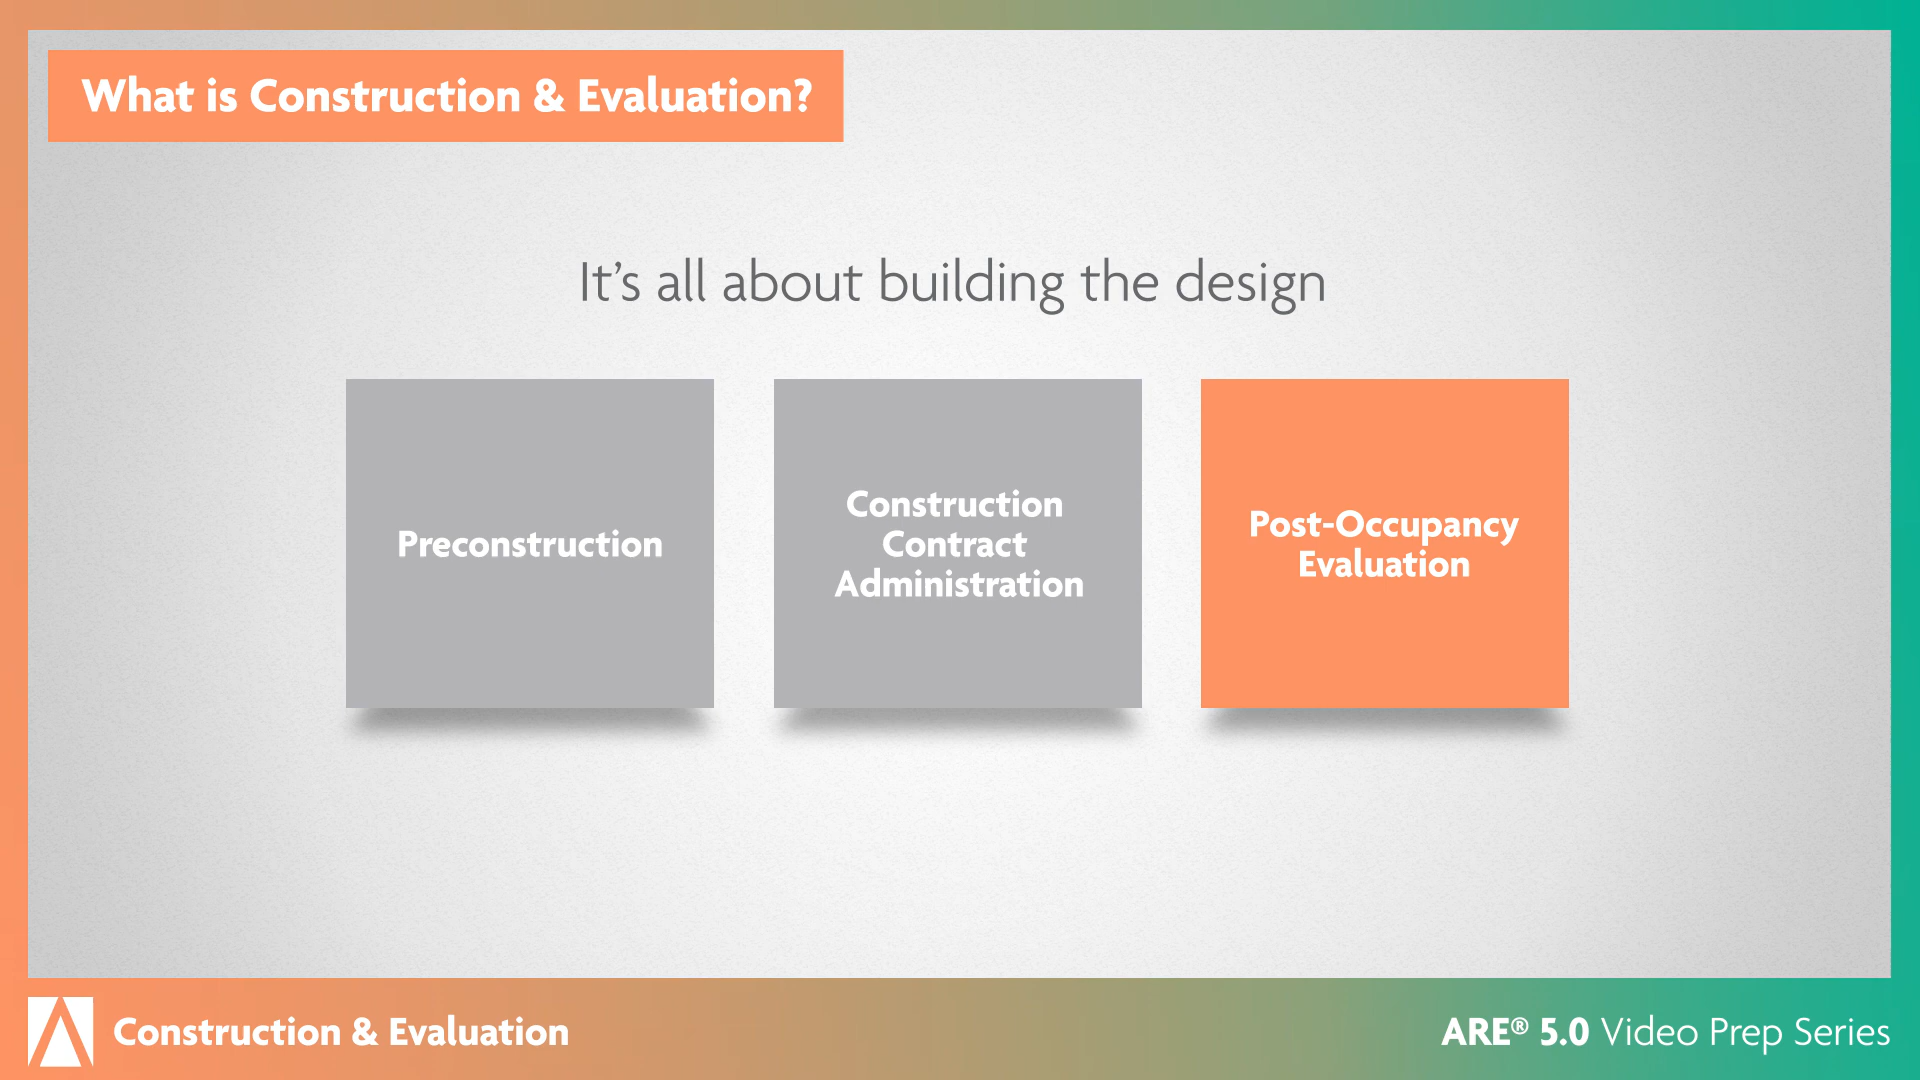 What is Construction & Evaluation?
It’s all about building the design
Preconstruction
Construction
Contract
Administration
Post-Occupancy
Evaluation
Construction & Evaluation
ARE® 5.0 Video Prep Series